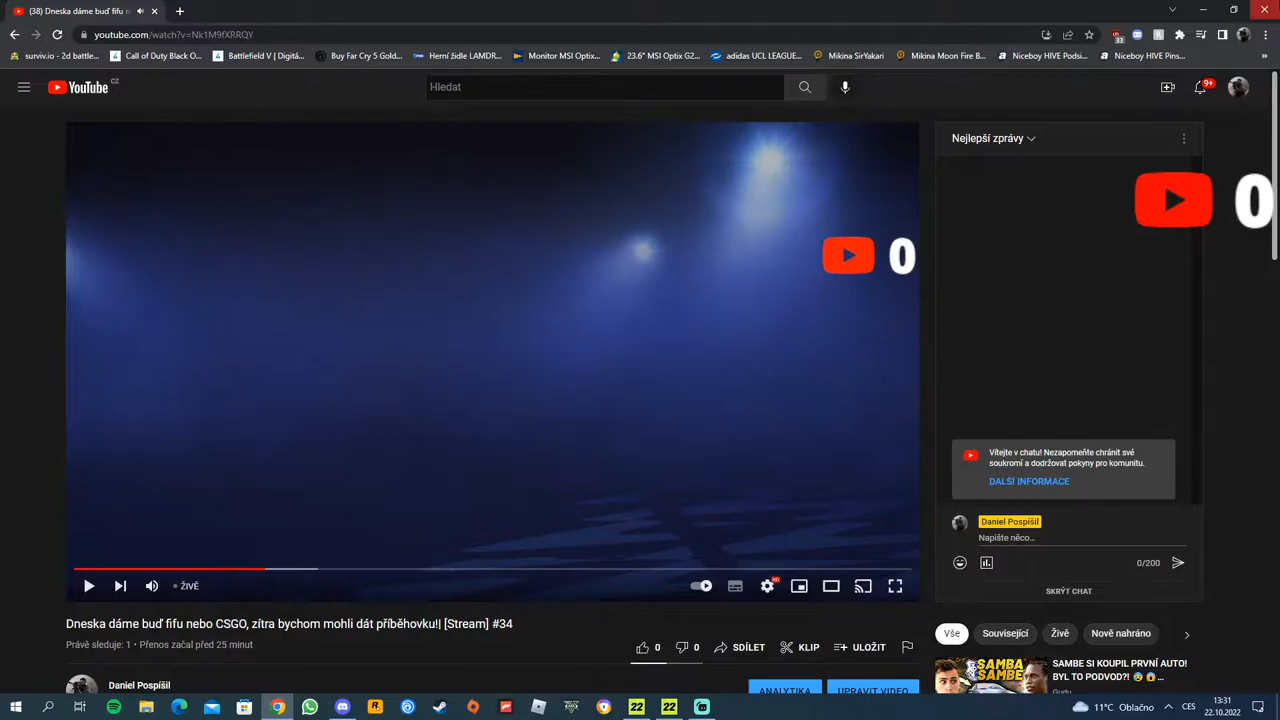 (38) Dneska dáme buď fifu n
youtube.com/watch?v=Nk1M9fXRRQY
surviv.io - 2d battle...
Call of Duty Black O...
Battlefield V | Digitá...
Buy Far Cry 5 Gold...
Herní židle LAMDR...
Monitor MSI Optix...
23.6" MSI Optix G2...
adidas UCL LEAGUE...
Mikina SirYakari
Mikina Moon Fire B...
Niceboy HIVE Podsi...
Niceboy HIVE Pins...
YouTube CZ
Hledat
9+
Nejlepší zprávy
0
0
Vítejte v chatu! Nezapomeňte chránit své
soukromí a dodržovat pokyny pro komunitu.
DALŠÍ INFORMACE
Daniel Pospíšil
Napište něco...
0/200
SKRÝT CHAT
ŽIVĚ
HD
Dneska dáme buď fifu nebo CSGO, zítra bychom mohli dát příběhovku!| [Stream] #34
Právě sleduje: 1 • Přenos začal před 25 minuty
0
0
SDÍLET
KLIP
ULOŽIT
Vše
Související
Živě
Nově nahráno
Daniel Pospíšil
ANALYTIKA
UPRAVIT VIDEO
SAMBA
SAMBE
SAMBE SI KOUPIL PRVNÍ AUTO!
BYL TO PODVOD?!
Gudu
22
22
11°C Oblačno
CES
13:31
22.10.2022